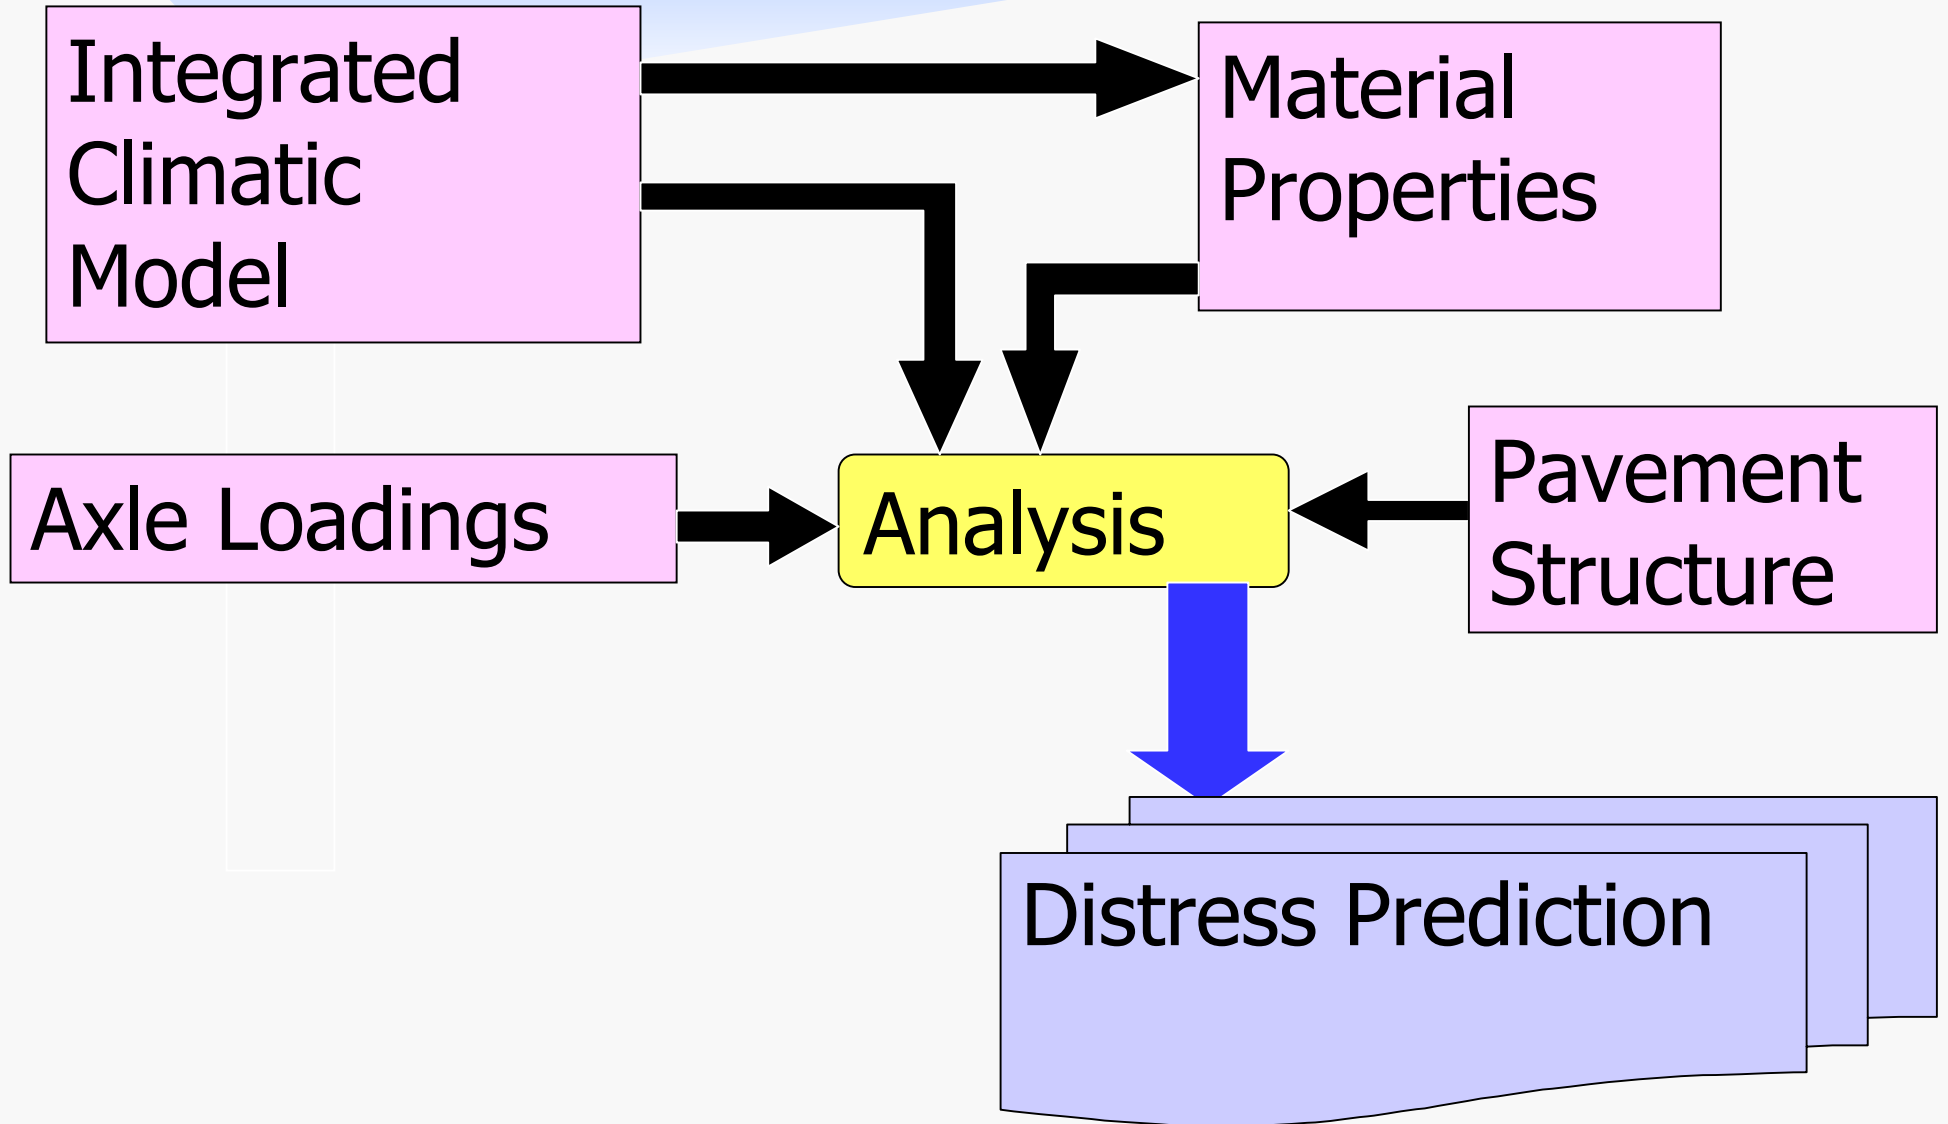 Integrated
Climatic
Model
Material
Properties
Axle Loadings
Analysis
Pavement
Structure
Distress Prediction